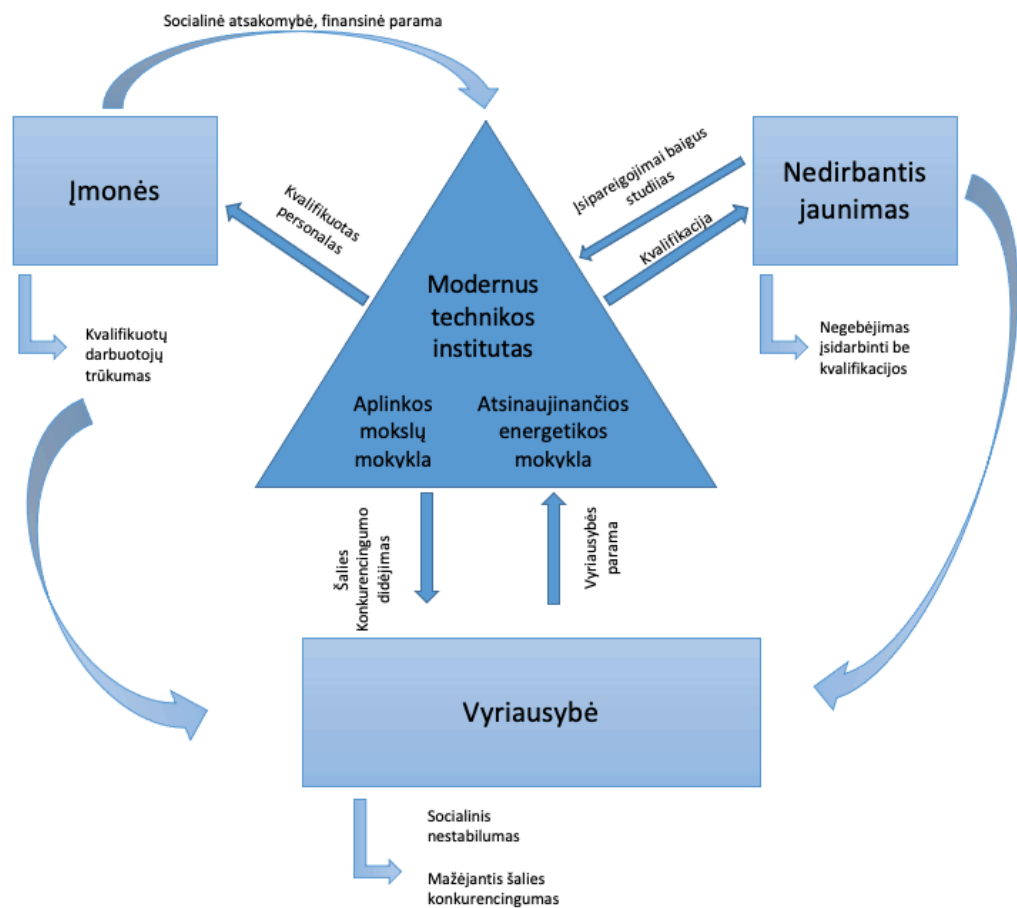 Socialinė atsakomybė, finansinė parama
Įmonės
Kvalifikuotas
personalas
Įsipareigojimai baigus
studijas
Kvalifikacija
Nedirbantis
jaunimas
Kvalifikuotų
darbuotojų
trūkumas
Modernus
technikos
institutas
Aplinkos
mokslų
mokykla
Atsinaujinančios
energetikos
mokykla
Negebėjimas
įsidarbinti be
kvalifikacijos
Šalies
Konkurencingumo
didėjimas
Vyriausybės
parama
Vyriausybė
Socialinis
nestabilumas
Mažėjantis šalies
konkurencingumas